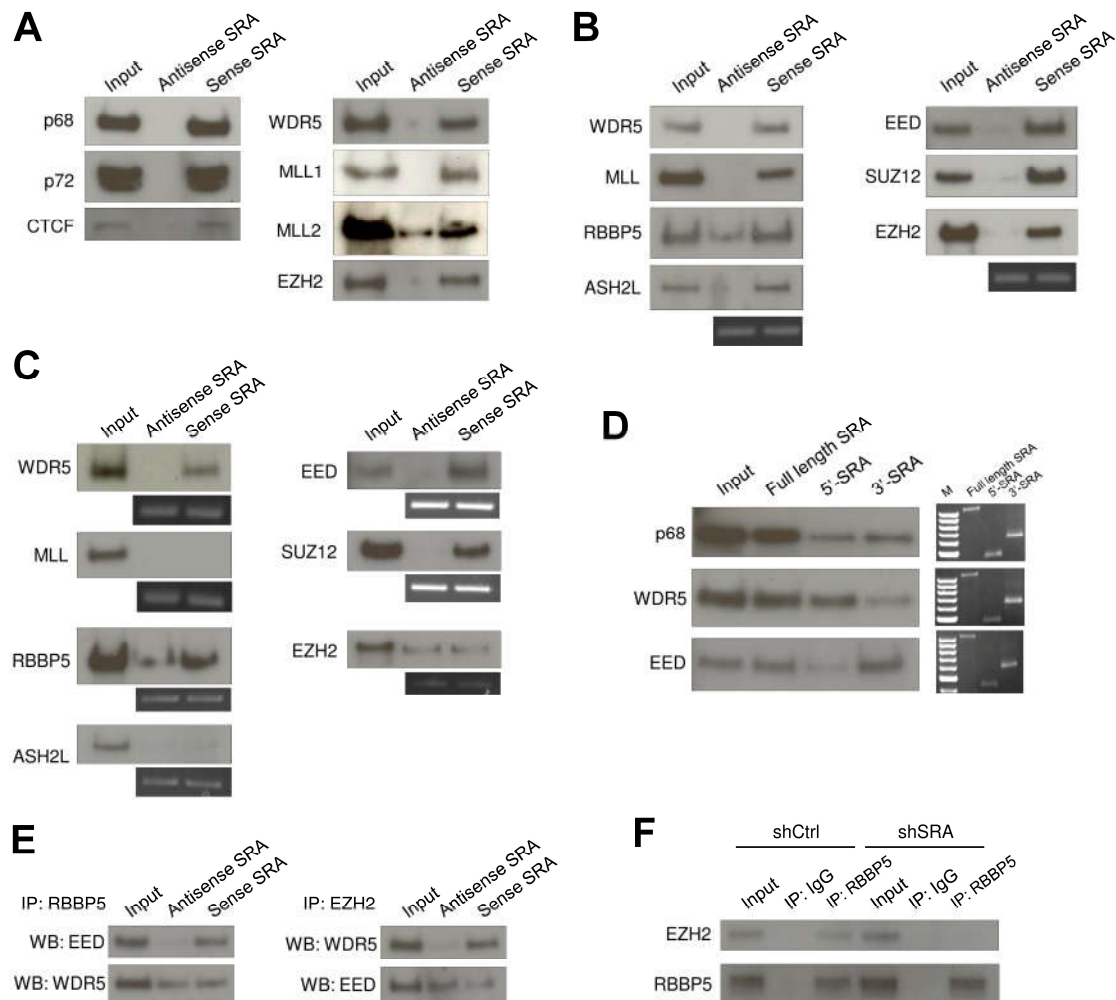 A
Input Antisense SRA Sense SRA
p68
p72
CTCF
Input Antisense SRA Sense SRA
WDR5
MLL1
MLL2
EZH2
B
Input Antisense SRA Sense SRA
WDR5
MLL
RBBP5
ASH2L
Input Antisense SRA Sense SRA
EED
SUZ12
EZH2
C
Input Antisense SRA Sense SRA
WDR5
MLL
RBBP5
ASH2L
Input Antisense SRA Sense SRA
EED
SUZ12
EZH2
D
Input Full length SRA 5'-SRA 3'-SRA
p68
WDR5
EED
M Full length SRA 5'-SRA 3'-SRA
E
IP: RBBP5 Input Antisense SRA Sense SRA
WB: EED
WB: WDR5
IP: EZH2 Input Antisense SRA Sense SRA
WB: WDR5
WB: EED
F
shCtrl shSRA
Input IP: IgG IP: RBBP5 Input IP: IgG IP: RBBP5
EZH2
RBBP5